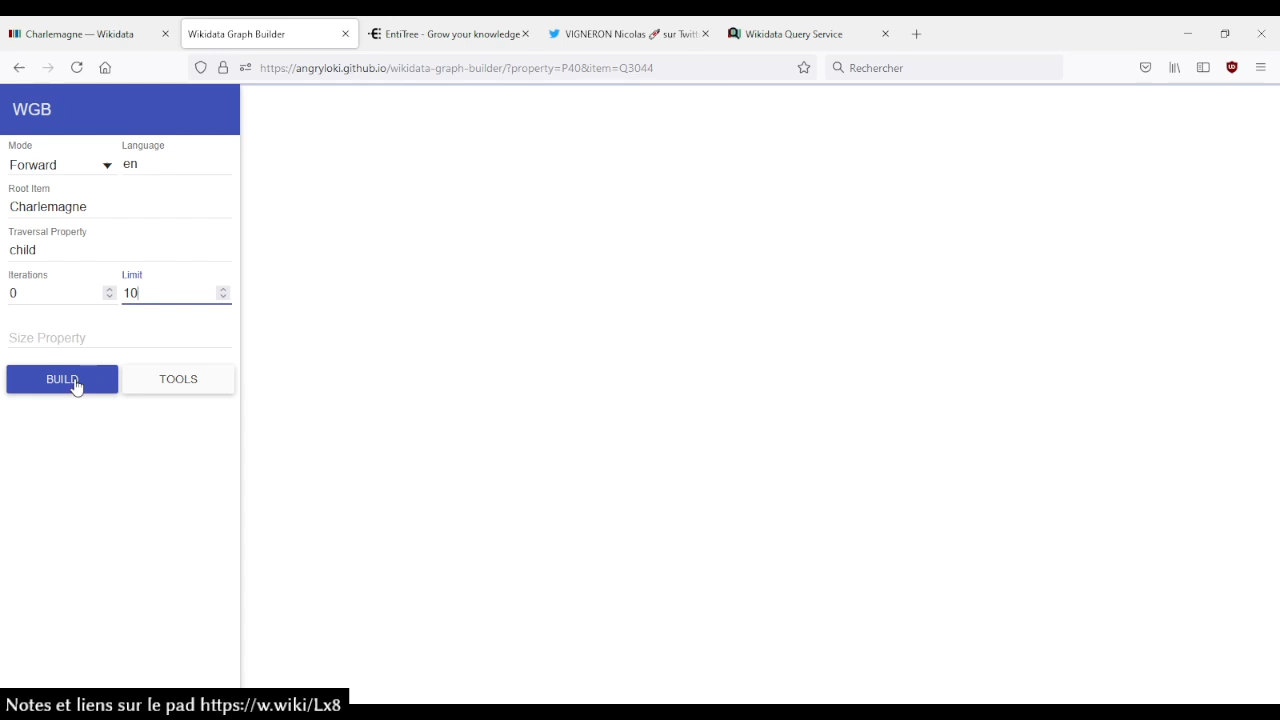 Charlemagne — Wikidata
Wikidata Graph Builder
EntiTree - Grow your knowledge
VIGNERON Nicolas 🚀 sur Twitt
Wikidata Query Service
https://angryloki.github.io/wikidata-graph-builder/?property=P40&item=Q3044
Rechercher
WGB
Mode
Language
Forward
en
Root Item
Charlemagne
Traversal Property
child
Iterations
Limit
0
10
Size Property
BUILD
TOOLS
Notes et liens sur le pad https://w.wiki/Lx8